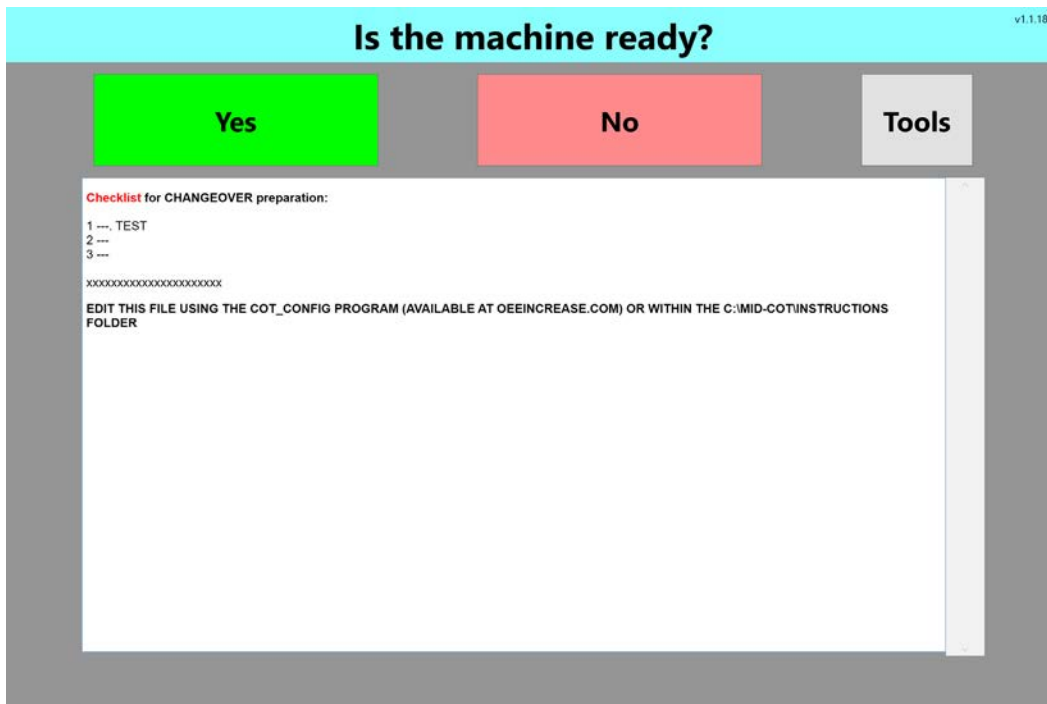 Is the machine ready?
v1.1.18
Yes
No
Tools
Checklist for CHANGEOVER preparation:
1 ---. TEST
2 ---
3 ---
xxxxxxxxxxxxxxxxxxxxxx
EDIT THIS FILE USING THE COT_CONFIG PROGRAM (AVAILABLE AT OEEINCREASE.COM) OR WITHIN THE C:\MID-COT\INSTRUCTIONS
FOLDER